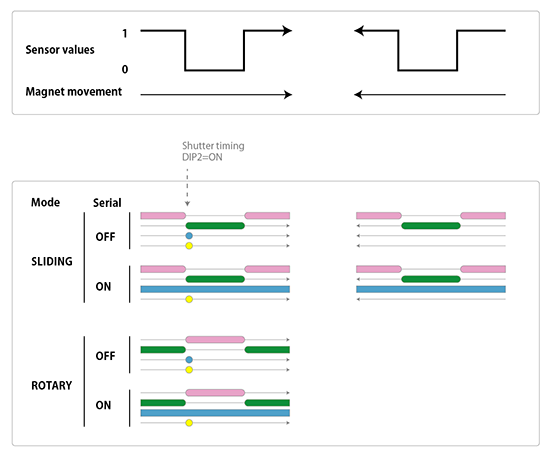 1
Sensor values
0
Magnet movement
Shutter timing
DIP2=ON
Mode Serial
OFF
SLIDING
ON
OFF
ROTARY
ON